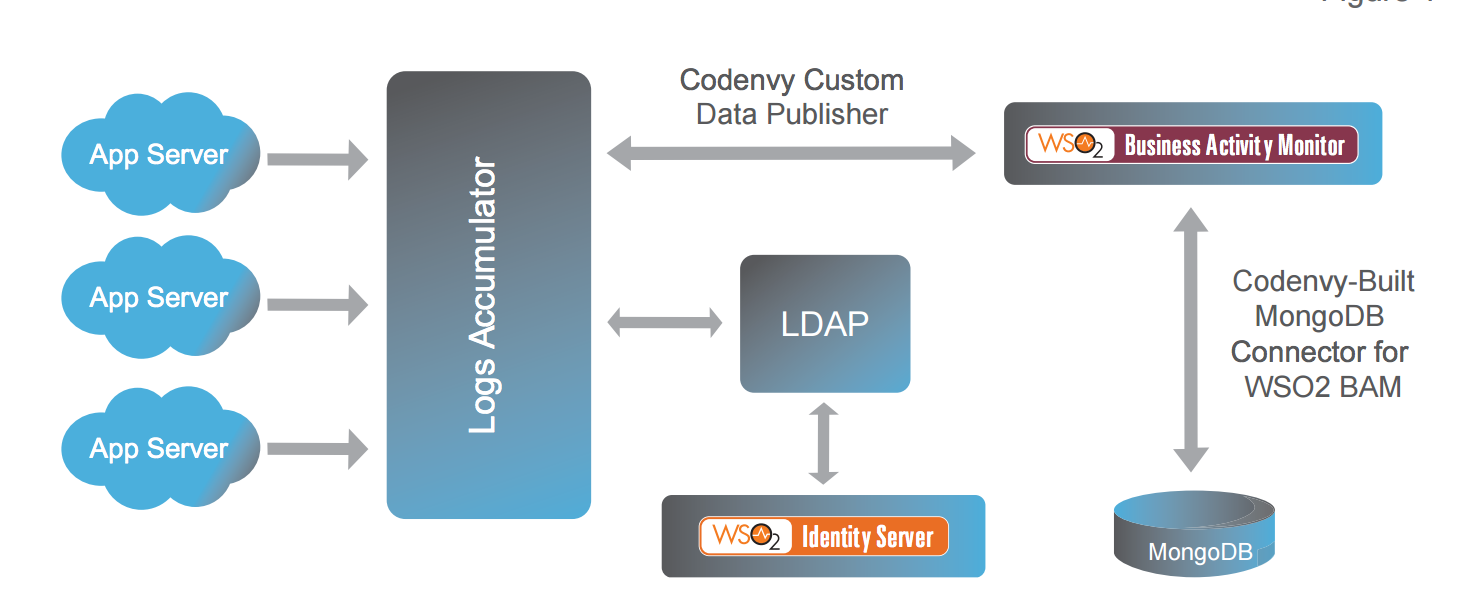 App Server
App Server
App Server
Logs Accumulator
Codenvy Custom
Data Publisher
WSO2 Business Activity Monitor
LDAP
WSO2 Identity Server
Codenvy-Built
MongoDB
Connector for
WSO2 BAM
MongoDB